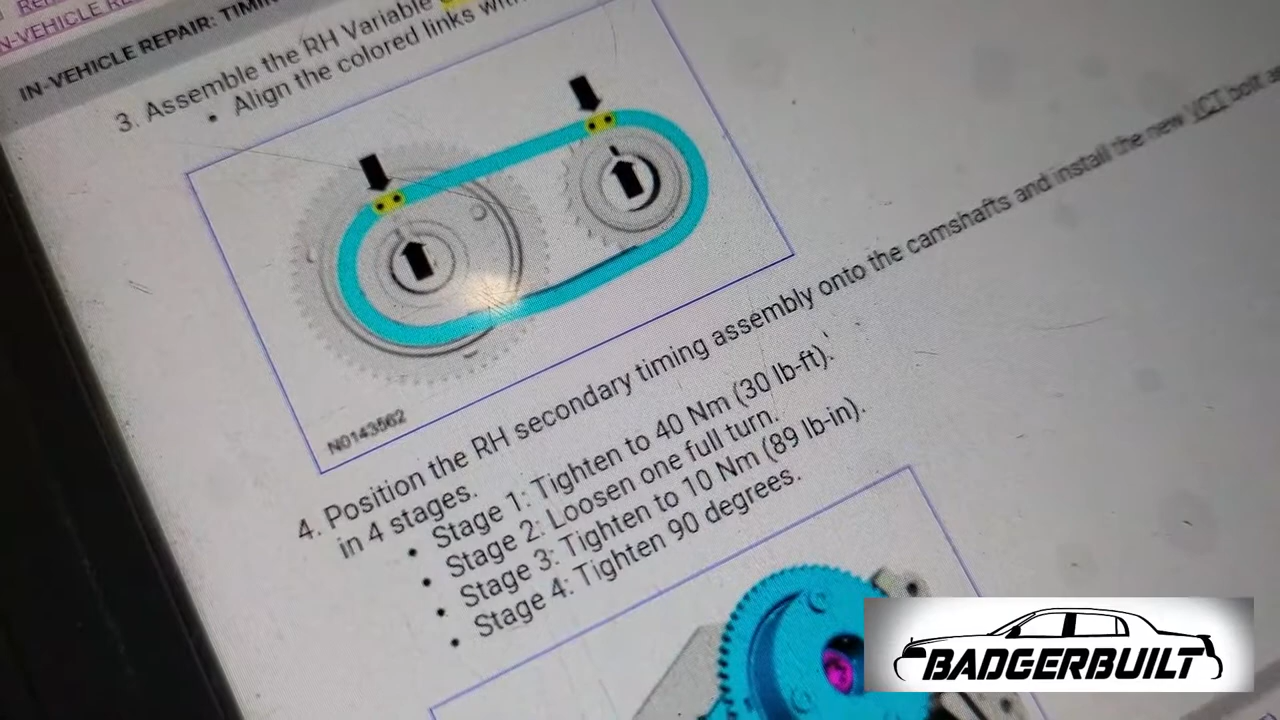 IN-VEHICLE REPAIR: TIMIN
3. Assemble the RH Variable
• Align the colored links with
N0143562
4. Position the RH secondary timing assembly onto the camshafts and install the new VCT bolt
in 4 stages.
• Stage 1: Tighten to 40 Nm (30 lb-ft).
• Stage 2: Loosen one full turn.
• Stage 3: Tighten to 10 Nm (89 lb-in).
• Stage 4: Tighten 90 degrees.
BADGERBUILT